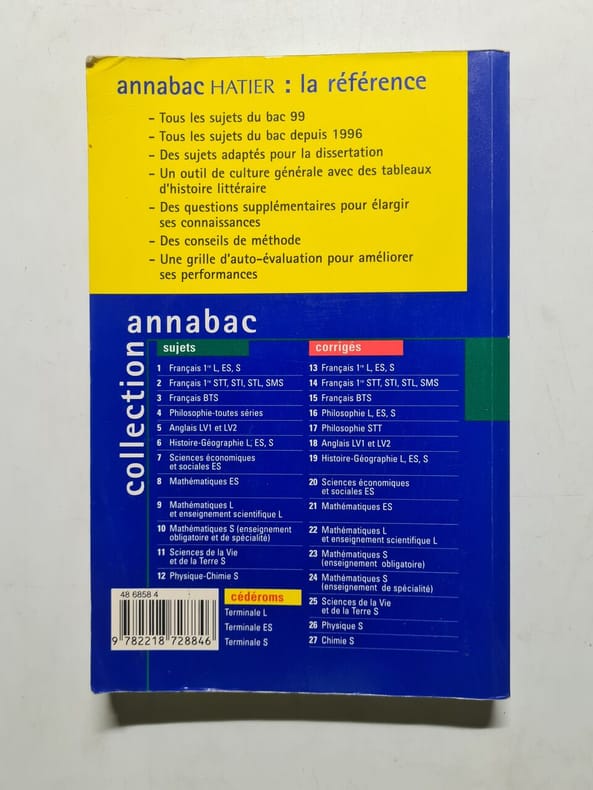 annabac HATIER : la référence
– Tous les sujets du bac 99
– Tous les sujets du bac depuis 1996
– Des sujets adaptés pour la dissertation
– Un outil de culture générale avec des tableaux
d'histoire littéraire
– Des questions supplémentaires pour élargir
ses connaissances
– Des conseils de méthode
– Une grille d'auto-évaluation pour améliorer
ses performances
collection
annabac
sujets
1 Français 1re L, ES, S
2 Français 1re STT, STI, STL, SMS
3 Français BTS
4 Philosophie-toutes séries
5 Anglais LV1 et LV2
6 Histoire-Géographie L, ES, S
7 Sciences économiques
et sociales ES
8 Mathématiques ES
9 Mathématiques L
et enseignement scientifique L
10 Mathématiques S (enseignement
obligatoire et de spécialité)
11 Sciences de la Vie
et de la Terre S
12 Physique-Chimie S
corrigés
13 Français 1re L, ES, S
14 Français 1re STT, STI, STL, SMS
15 Français BTS
16 Philosophie L, ES, S
17 Philosophie STT
18 Anglais LV1 et LV2
19 Histoire-Géographie L, ES, S
20 Sciences économiques
et sociales ES
21 Mathématiques ES
22 Mathématiques L
et enseignement scientifique L
23 Mathématiques S
(enseignement obligatoire)
24 Mathématiques S
(enseignement de spécialité)
25 Sciences de la Vie
et de la Terre S
26 Physique S
27 Chimie S
cédéroms
Terminale L
Terminale ES
Terminale S
48 6858 4
9 782218 728846